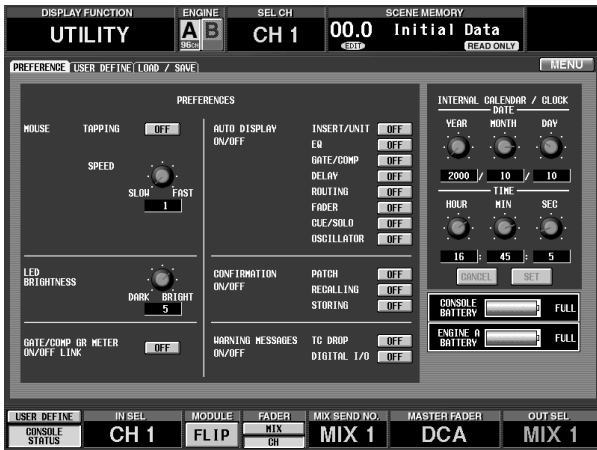 DISPLAY FUNCTION ENGINE SEL CH SCENE MEMORY
UTILITY A B CH 1 00.0 Initial Data
96CH EDIT READ ONLY
PREFERENCE USER DEFINE LOAD / SAVE MENU
PREFERENCES
MOUSE TAPPING OFF
SPEED
SLOW FAST
1
LED BRIGHTNESS
DARK BRIGHT
5
GATE/COMP GR METER
ON/OFF LINK OFF
AUTO DISPLAY
ON/OFF
INSERT/UNIT OFF
EQ OFF
GATE/COMP OFF
DELAY OFF
ROUTING OFF
FADER OFF
CUE/SOLO OFF
OSCILLATOR OFF
CONFIRMATION
ON/OFF
PATCH OFF
RECALLING OFF
STORING OFF
WARNING MESSAGES
ON/OFF
TC DROP OFF
DIGITAL I/O OFF
INTERNAL CALENDAR / CLOCK
DATE
YEAR MONTH DAY
2000 / 10 / 10
TIME
HOUR MIN SEC
16 : 45 : 5
CANCEL SET
CONSOLE BATTERY FULL
ENGINE A BATTERY FULL
USER DEFINE IN SEL MODULE FADER MIX SEND NO. MASTER FADER OUT SEL
CONSOLE STATUS CH 1 FLIP MIX CH MIX 1 DCA MIX 1